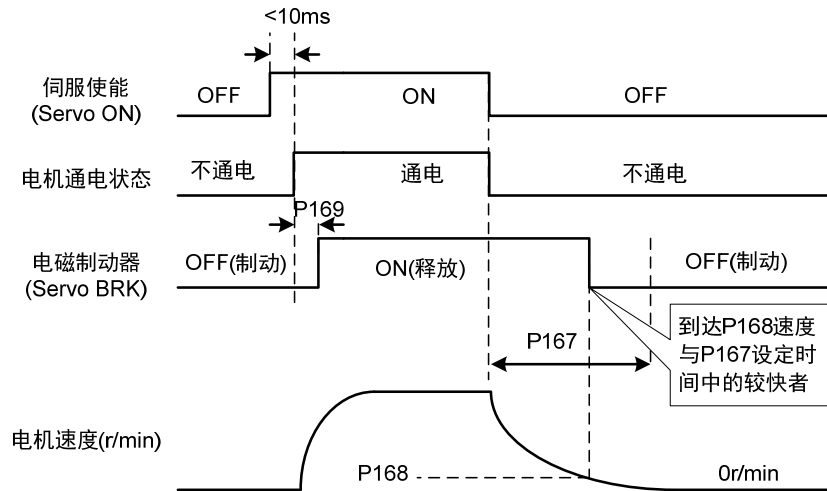 <10ms
伺服使能
(Servo ON)
OFF
ON
OFF
电机通电状态
不通电
通电
不通电
P169
电磁制动器
(Servo BRK)
OFF(制动)
ON(释放)
OFF(制动)
P167
到达P168速度
与P167设定时
间中的较快者
电机速度(r/min)
P168
0r/min